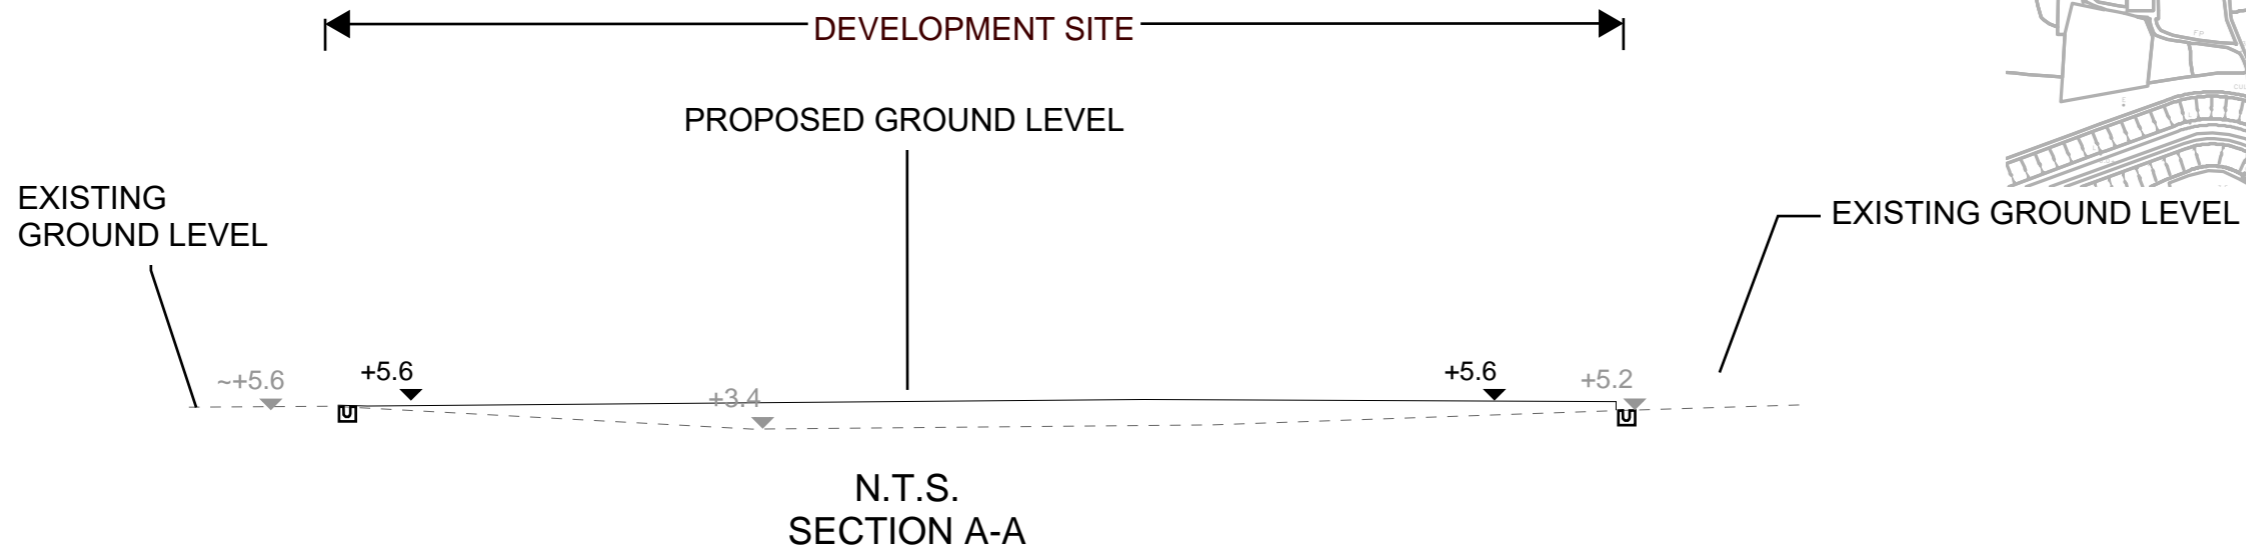 DEVELOPMENT SITE
PROPOSED GROUND LEVEL
EXISTING
GROUND LEVEL
EXISTING GROUND LEVEL
~+5.6
+5.6
+3.4
+5.6
+5.2
U
U
N.T.S.
SECTION A-A
FP